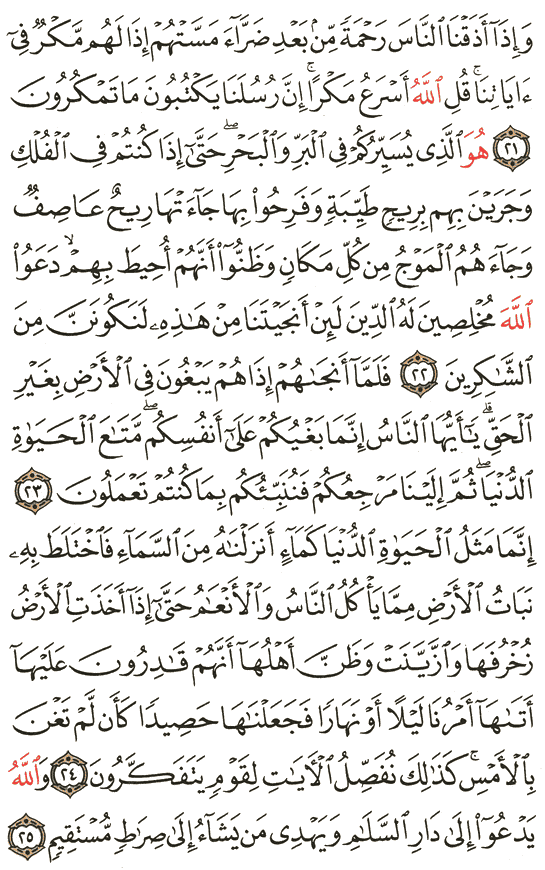 وَإِذَآ أَذَقْنَا ٱلنَّاسَ رَحْمَةً مِّنۢ بَعْدِ ضَرَّآءَ مَسَّتْهُمْ إِذَا لَهُم مَّكْرٌ فِىٓ
ءَايَاتِنَا ۚ قُلِ ٱللَّهُ أَسْرَعُ مَكْرًا ۚ إِنَّ رُسُلَنَا يَكْتُبُونَ مَا تَمْكُرُونَ
﴿٢١﴾ هُوَ ٱلَّذِى يُسَيِّرُكُمْ فِى ٱلْبَرِّ وَٱلْبَحْرِ ۖ حَتَّىٰٓ إِذَا كُنتُمْ فِى ٱلْفُلْكِ
وَجَرَيْنَ بِهِم بِرِيحٍ طَيِّبَةٍ وَفَرِحُوا۟ بِهَا جَآءَتْهَا رِيحٌ عَاصِفٌ
وَجَآءَهُمُ ٱلْمَوْجُ مِن كُلِّ مَكَانٍ وَظَنُّوٓا۟ أَنَّهُمْ أُحِيطَ بِهِمْ ۙ دَعَوُا۟
ٱللَّهَ مُخْلِصِينَ لَهُ ٱلدِّينَ لَئِنْ أَنجَيْتَنَا مِنْ هَـٰذِهِۦ لَنَكُونَنَّ مِنَ
ٱلشَّـٰكِرِينَ ﴿٢٢﴾ فَلَمَّآ أَنجَىٰهُمْ إِذَا هُمْ يَبْغُونَ فِى ٱلْأَرْضِ بِغَيْرِ
ٱلْحَقِّ ۗ يَـٰٓأَيُّهَا ٱلنَّاسُ إِنَّمَا بَغْيُكُمْ عَلَىٰٓ أَنفُسِكُم ۖ مَّتَـٰعَ ٱلْحَيَوٰةِ
ٱلدُّنْيَا ۖ ثُمَّ إِلَيْنَا مَرْجِعُكُمْ فَنُنَبِّئُكُم بِمَا كُنتُمْ تَعْمَلُونَ ﴿٢٣﴾
إِنَّمَا مَثَلُ ٱلْحَيَوٰةِ ٱلدُّنْيَا كَمَآءٍ أَنزَلْنَـٰهُ مِنَ ٱلسَّمَآءِ فَٱخْتَلَطَ بِهِۦ
نَبَاتُ ٱلْأَرْضِ مِمَّا يَأْكُلُ ٱلنَّاسُ وَٱلْأَنْعَـٰمُ حَتَّىٰٓ إِذَآ أَخَذَتِ ٱلْأَرْضُ
زُخْرُفَهَا وَٱزَّيَّنَتْ وَظَنَّ أَهْلُهَآ أَنَّهُمْ قَـٰدِرُونَ عَلَيْهَآ
أَتَىٰهَآ أَمْرُنَا لَيْلًا أَوْ نَهَارًا فَجَعَلْنَـٰهَا حَصِيدًا كَأَن لَّمْ تَغْنَ
بِٱلْأَمْسِ ۚ كَذَٰلِكَ نُفَصِّلُ ٱلْـَٔايَـٰتِ لِقَوْمٍ يَتَفَكَّرُونَ ﴿٢٤﴾ وَٱللَّهُ
يَدْعُوٓا۟ إِلَىٰ دَارِ ٱلسَّلَـٰمِ وَيَهْدِى مَن يَشَآءُ إِلَىٰ صِرَٰطٍ مُّسْتَقِيمٍ ﴿٢٥﴾